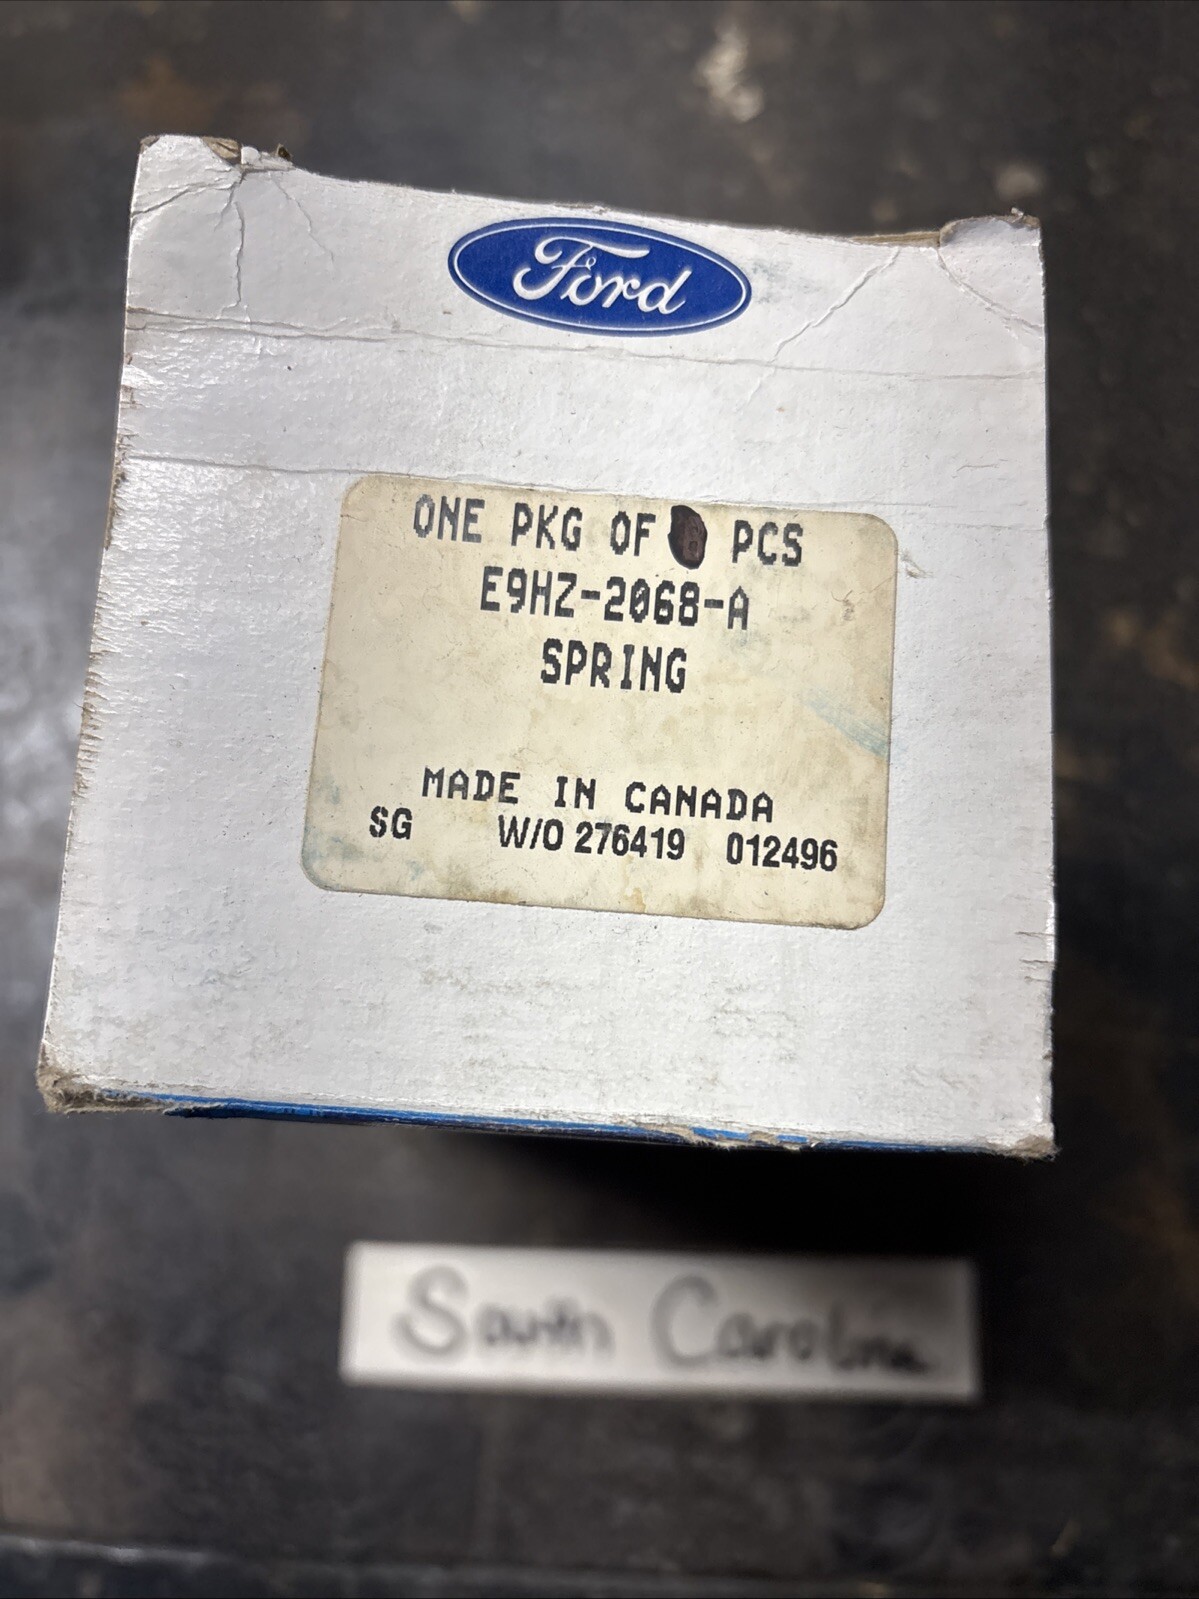 Ford
ONE PKG OF PCS
E9HZ-2068-A
SPRING
MADE IN CANADA
SG W/O 276419 012496
South Carolina